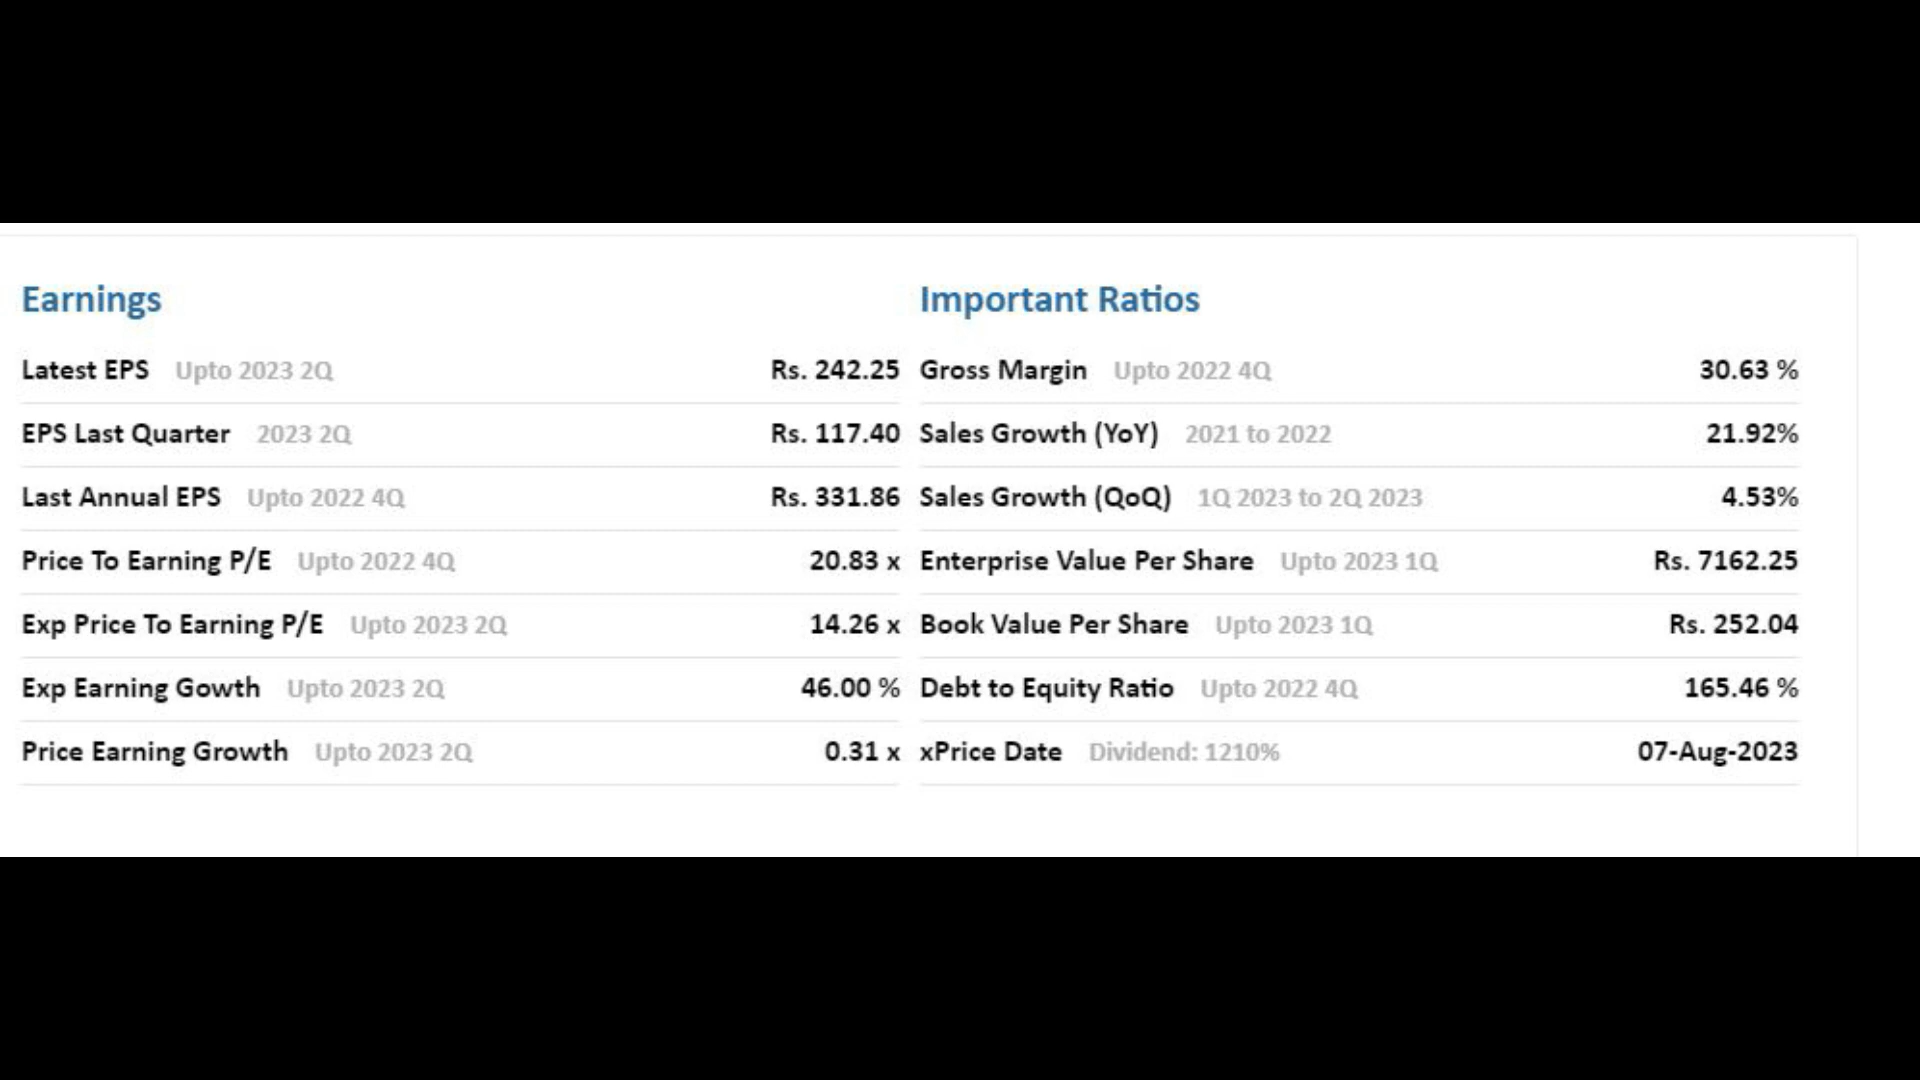 Earnings
Latest EPS Upto 2023 2Q Rs. 242.25
EPS Last Quarter 2023 2Q Rs. 117.40
Last Annual EPS Upto 2022 4Q Rs. 331.86
Price To Earning P/E Upto 2022 4Q 20.83 x
Exp Price To Earning P/E Upto 2023 2Q 14.26 x
Exp Earning Gowth Upto 2023 2Q 46.00 %
Price Earning Growth Upto 2023 2Q 0.31 x
Important Ratios
Gross Margin Upto 2022 4Q 30.63 %
Sales Growth (YoY) 2021 to 2022 21.92%
Sales Growth (QoQ) 1Q 2023 to 2Q 2023 4.53%
Enterprise Value Per Share Upto 2023 1Q Rs. 7162.25
Book Value Per Share Upto 2023 1Q Rs. 252.04
Debt to Equity Ratio Upto 2022 4Q 165.46 %
xPrice Date Dividend: 1210% 07-Aug-2023